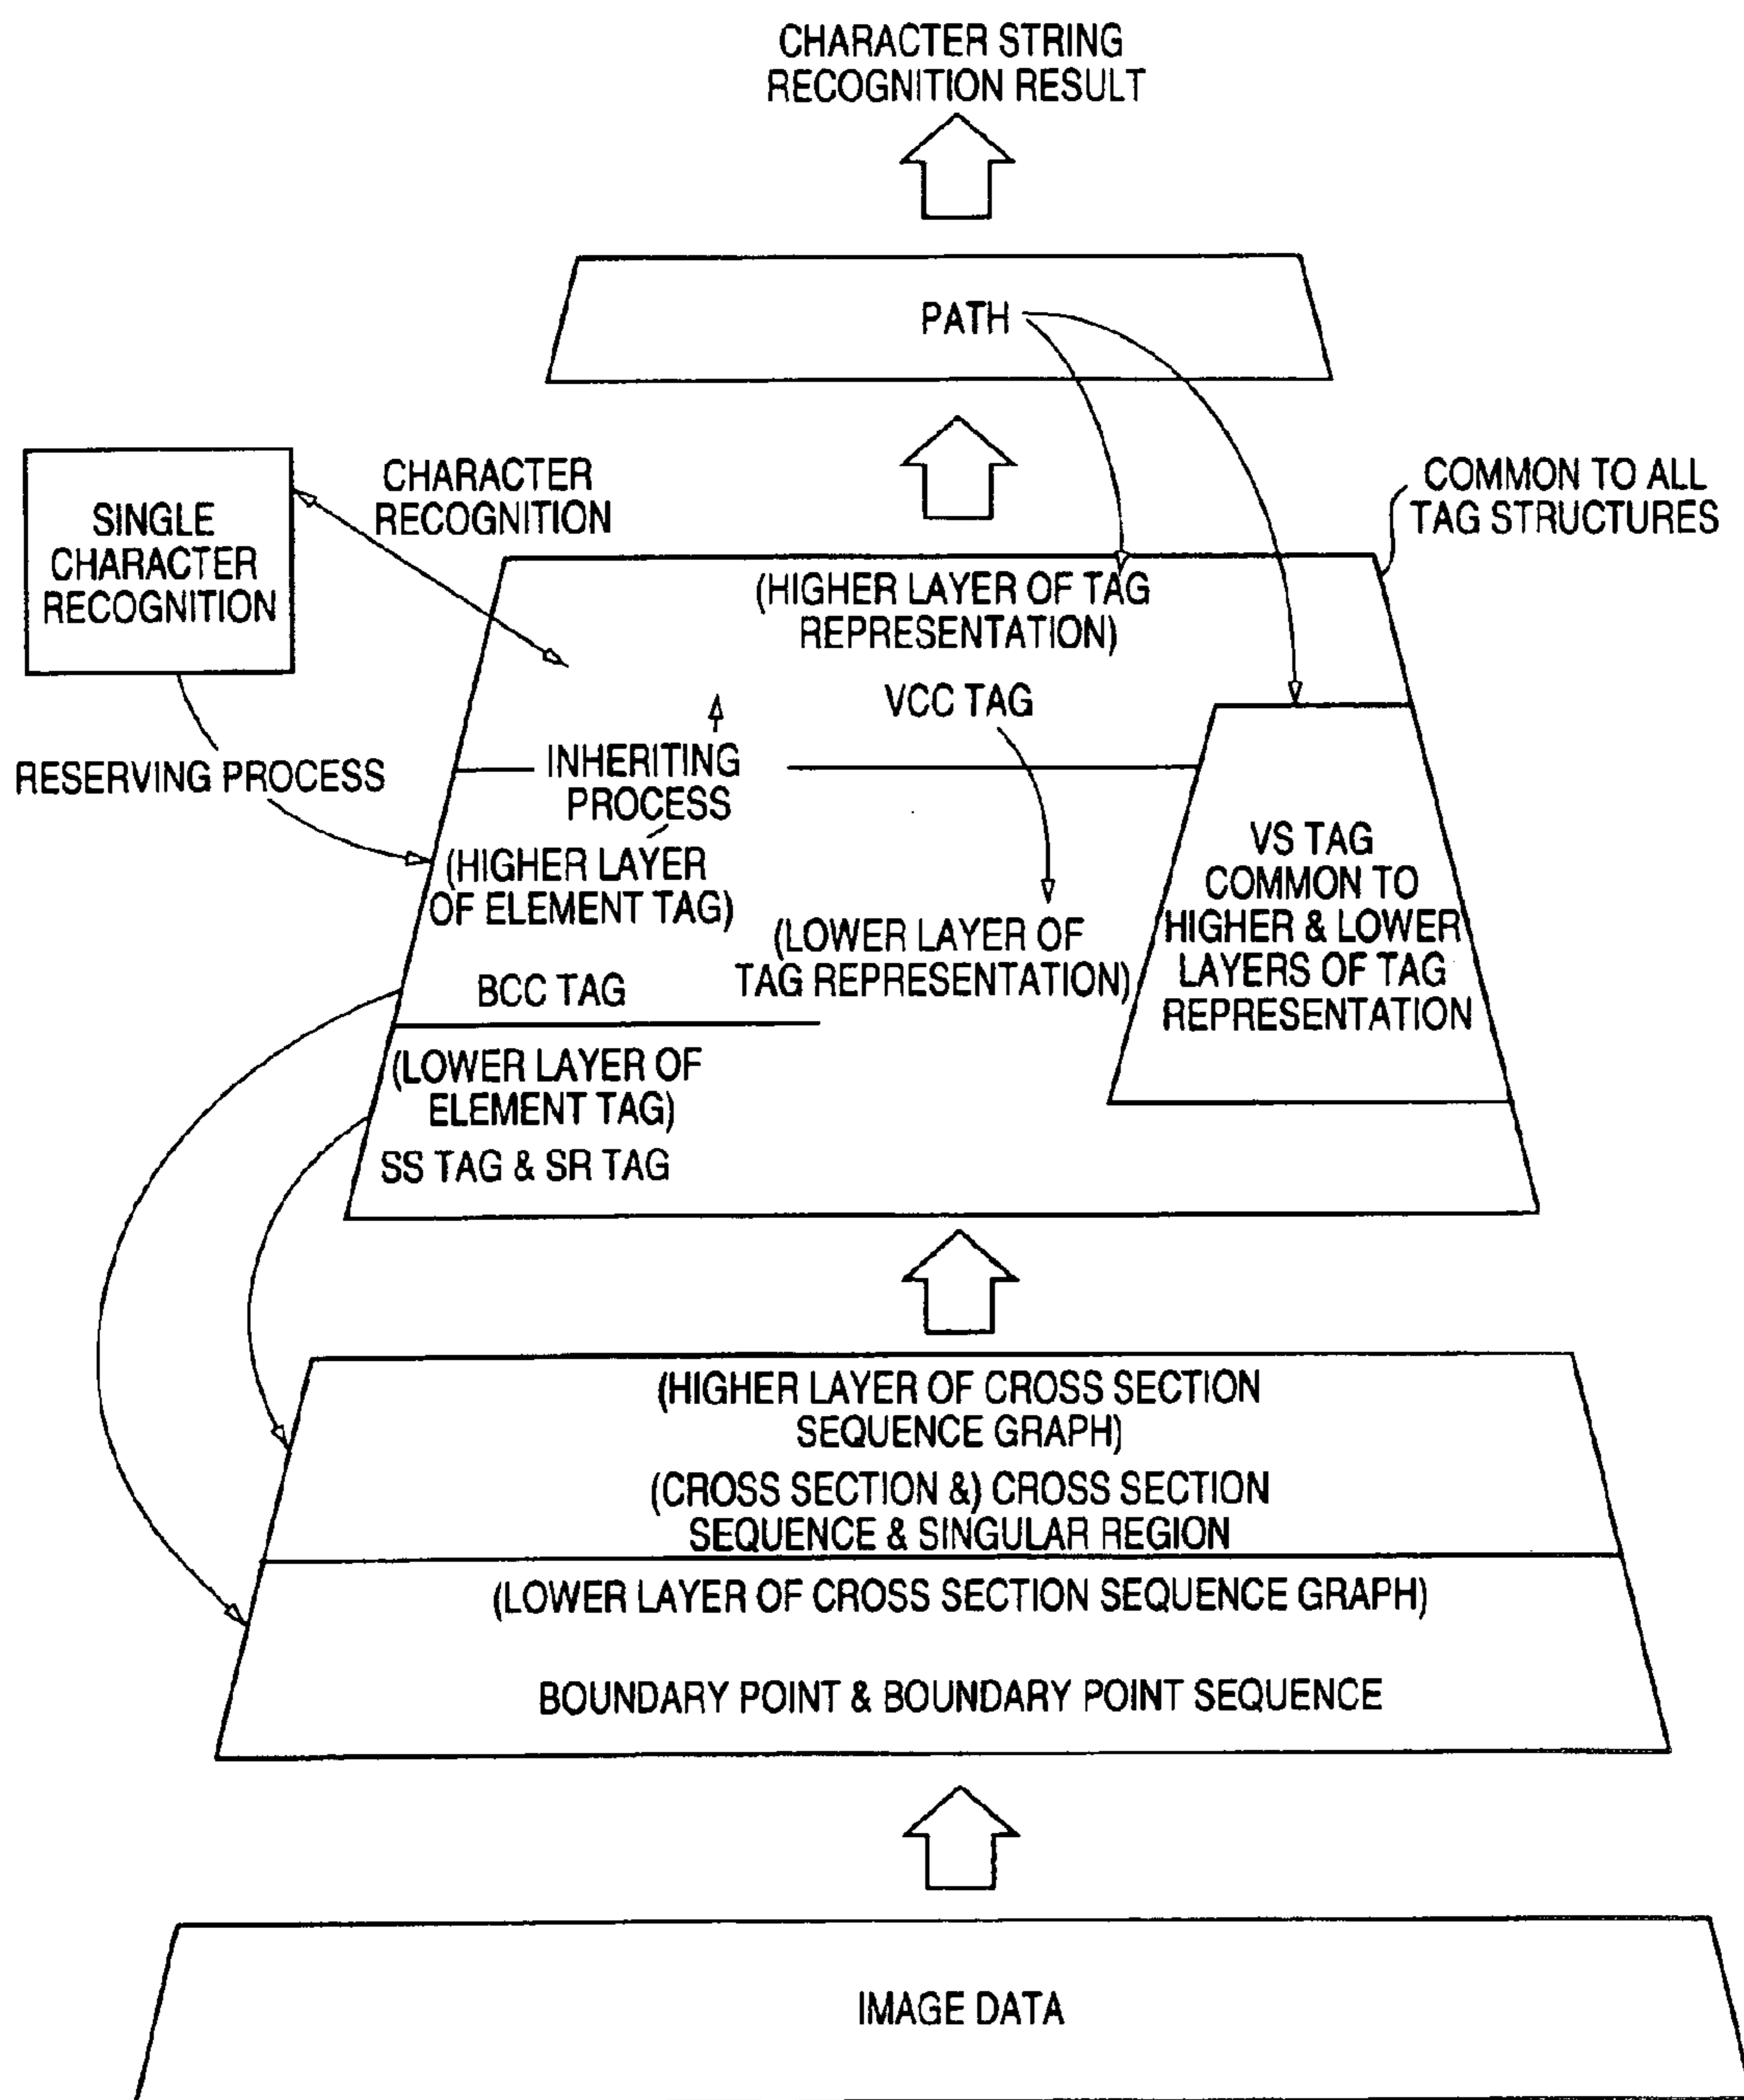 CHARACTER STRING
RECOGNITION RESULT
PATH
SINGLE
CHARACTER
RECOGNITION
CHARACTER
RECOGNITION
COMMON TO ALL
TAG STRUCTURES
(HIGHER LAYER OF TAG
REPRESENTATION)
VCC TAG
RESERVING PROCESS
INHERITING
PROCESS
(HIGHER LAYER
OF ELEMENT TAG)
(LOWER LAYER OF
TAG REPRESENTATION)
VS TAG
COMMON TO
HIGHER & LOWER
LAYERS OF TAG
REPRESENTATION
BCC TAG
(LOWER LAYER OF
ELEMENT TAG)
SS TAG & SR TAG
(HIGHER LAYER OF CROSS SECTION
SEQUENCE GRAPH)
(CROSS SECTION &) CROSS SECTION
SEQUENCE & SINGULAR REGION
(LOWER LAYER OF CROSS SECTION SEQUENCE GRAPH)
BOUNDARY POINT & BOUNDARY POINT SEQUENCE
IMAGE DATA